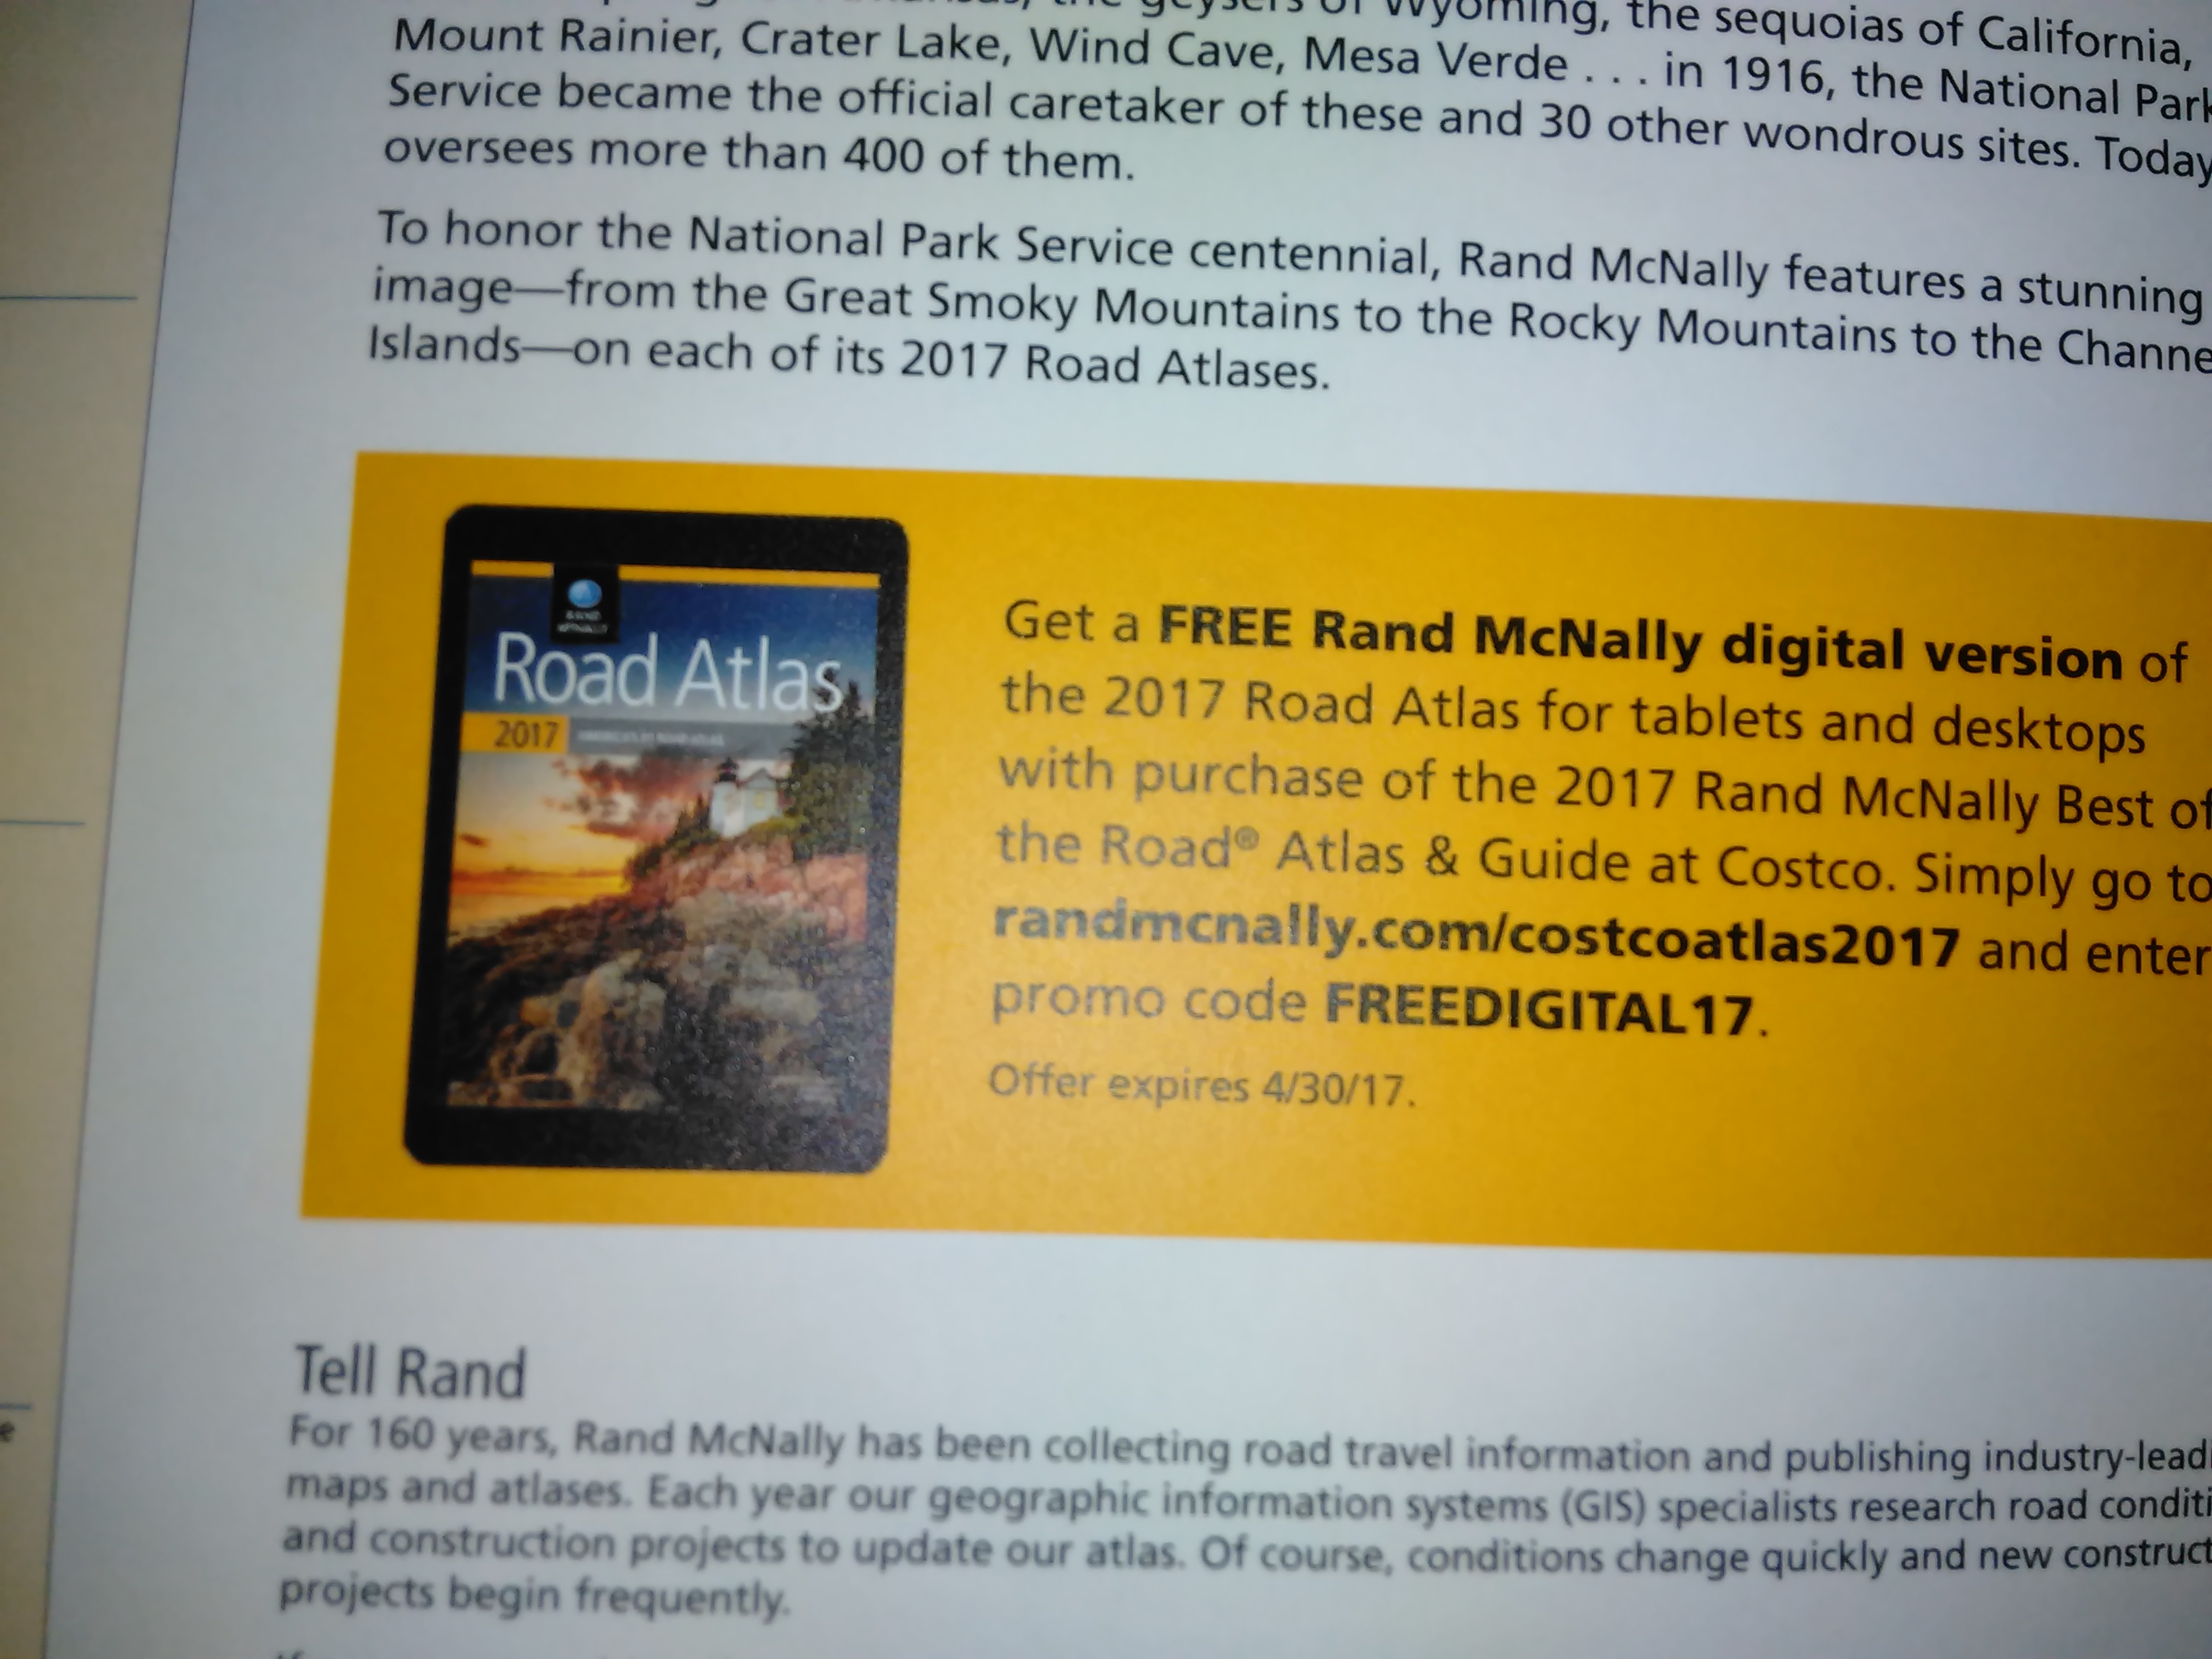 the geysers of Wyoming, the sequoias of California,
Mount Rainier, Crater Lake, Wind Cave, Mesa Verde . . . in 1916, the National Park
Service became the official caretaker of these and 30 other wondrous sites. Today
oversees more than 400 of them.
To honor the National Park Service centennial, Rand McNally features a stunning
image—from the Great Smoky Mountains to the Rocky Mountains to the Channe
Islands—on each of its 2017 Road Atlases.
RAND
MCNALLY
Road Atlas
2017
Get a FREE Rand McNally digital version of
the 2017 Road Atlas for tablets and desktops
with purchase of the 2017 Rand McNally Best of
the Road® Atlas & Guide at Costco. Simply go to
randmcnally.com/costcoatlas2017 and enter
promo code FREEDIGITAL17.
Offer expires 4/30/17.
Tell Rand
For 160 years, Rand McNally has been collecting road travel information and publishing industry-leadi
maps and atlases. Each year our geographic information systems (GIS) specialists research road conditi
and construction projects to update our atlas. Of course, conditions change quickly and new construct
projects begin frequently.
e